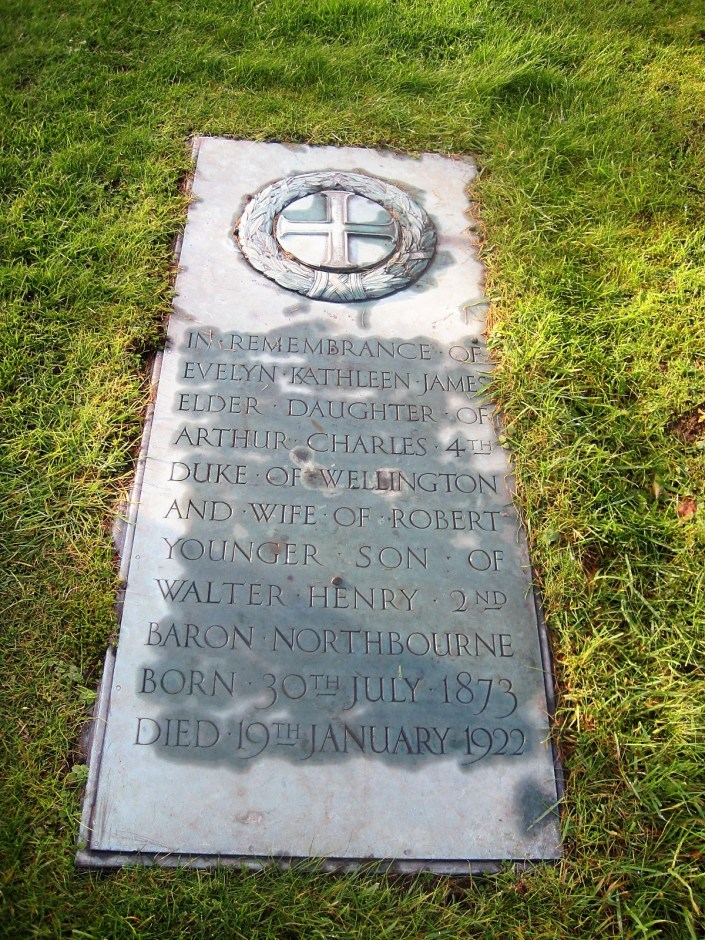 IN · REMEMBRANCE · OF
EVELYN · KATHLEEN · JAMES
ELDER · DAUGHTER · OF
ARTHUR · CHARLES · 4TH
DUKE · OF · WELLINGTON
AND · WIFE · OF · ROBERT
YOUNGER · SON · OF
WALTER · HENRY · 2ND
BARON · NORTHBOURNE
BORN · 30TH JULY · 1873
DIED · 19TH JANUARY · 1922